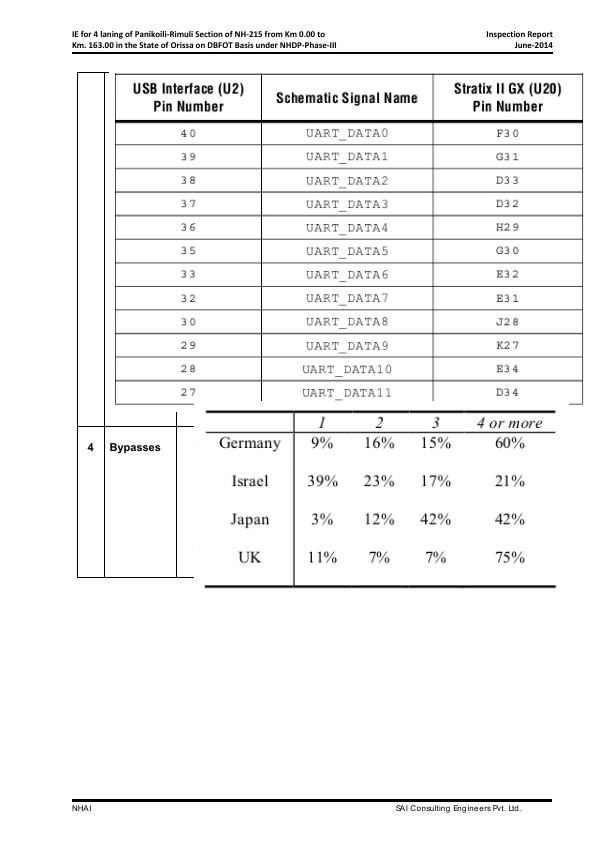 IE for 4 laning of Panikoili-Rimuli Section of NH-215 from Km 0.00 to Inspection Report
Km. 163.00 in the State of Orissa on DBFOT Basis under NHDP-Phase-III June-2014
USB Interface (U2) Pin Number Schematic Signal Name Stratix II GX (U20) Pin Number
40 UART_DATA0 F30
39 UART_DATA1 G31
38 UART_DATA2 D33
37 UART_DATA3 D32
36 UART_DATA4 H29
35 UART_DATA5 G30
33 UART_DATA6 E32
32 UART_DATA7 E31
30 UART_DATA8 J28
29 UART_DATA9 K27
28 UART_DATA10 E34
27 UART_DATA11 D34
4 Bypasses
1 2 3 4 or more
Germany 9% 16% 15% 60%
Israel 39% 23% 17% 21%
Japan 3% 12% 42% 42%
UK 11% 7% 7% 75%
NHAI SAI Consulting Engineers Pvt. Ltd.